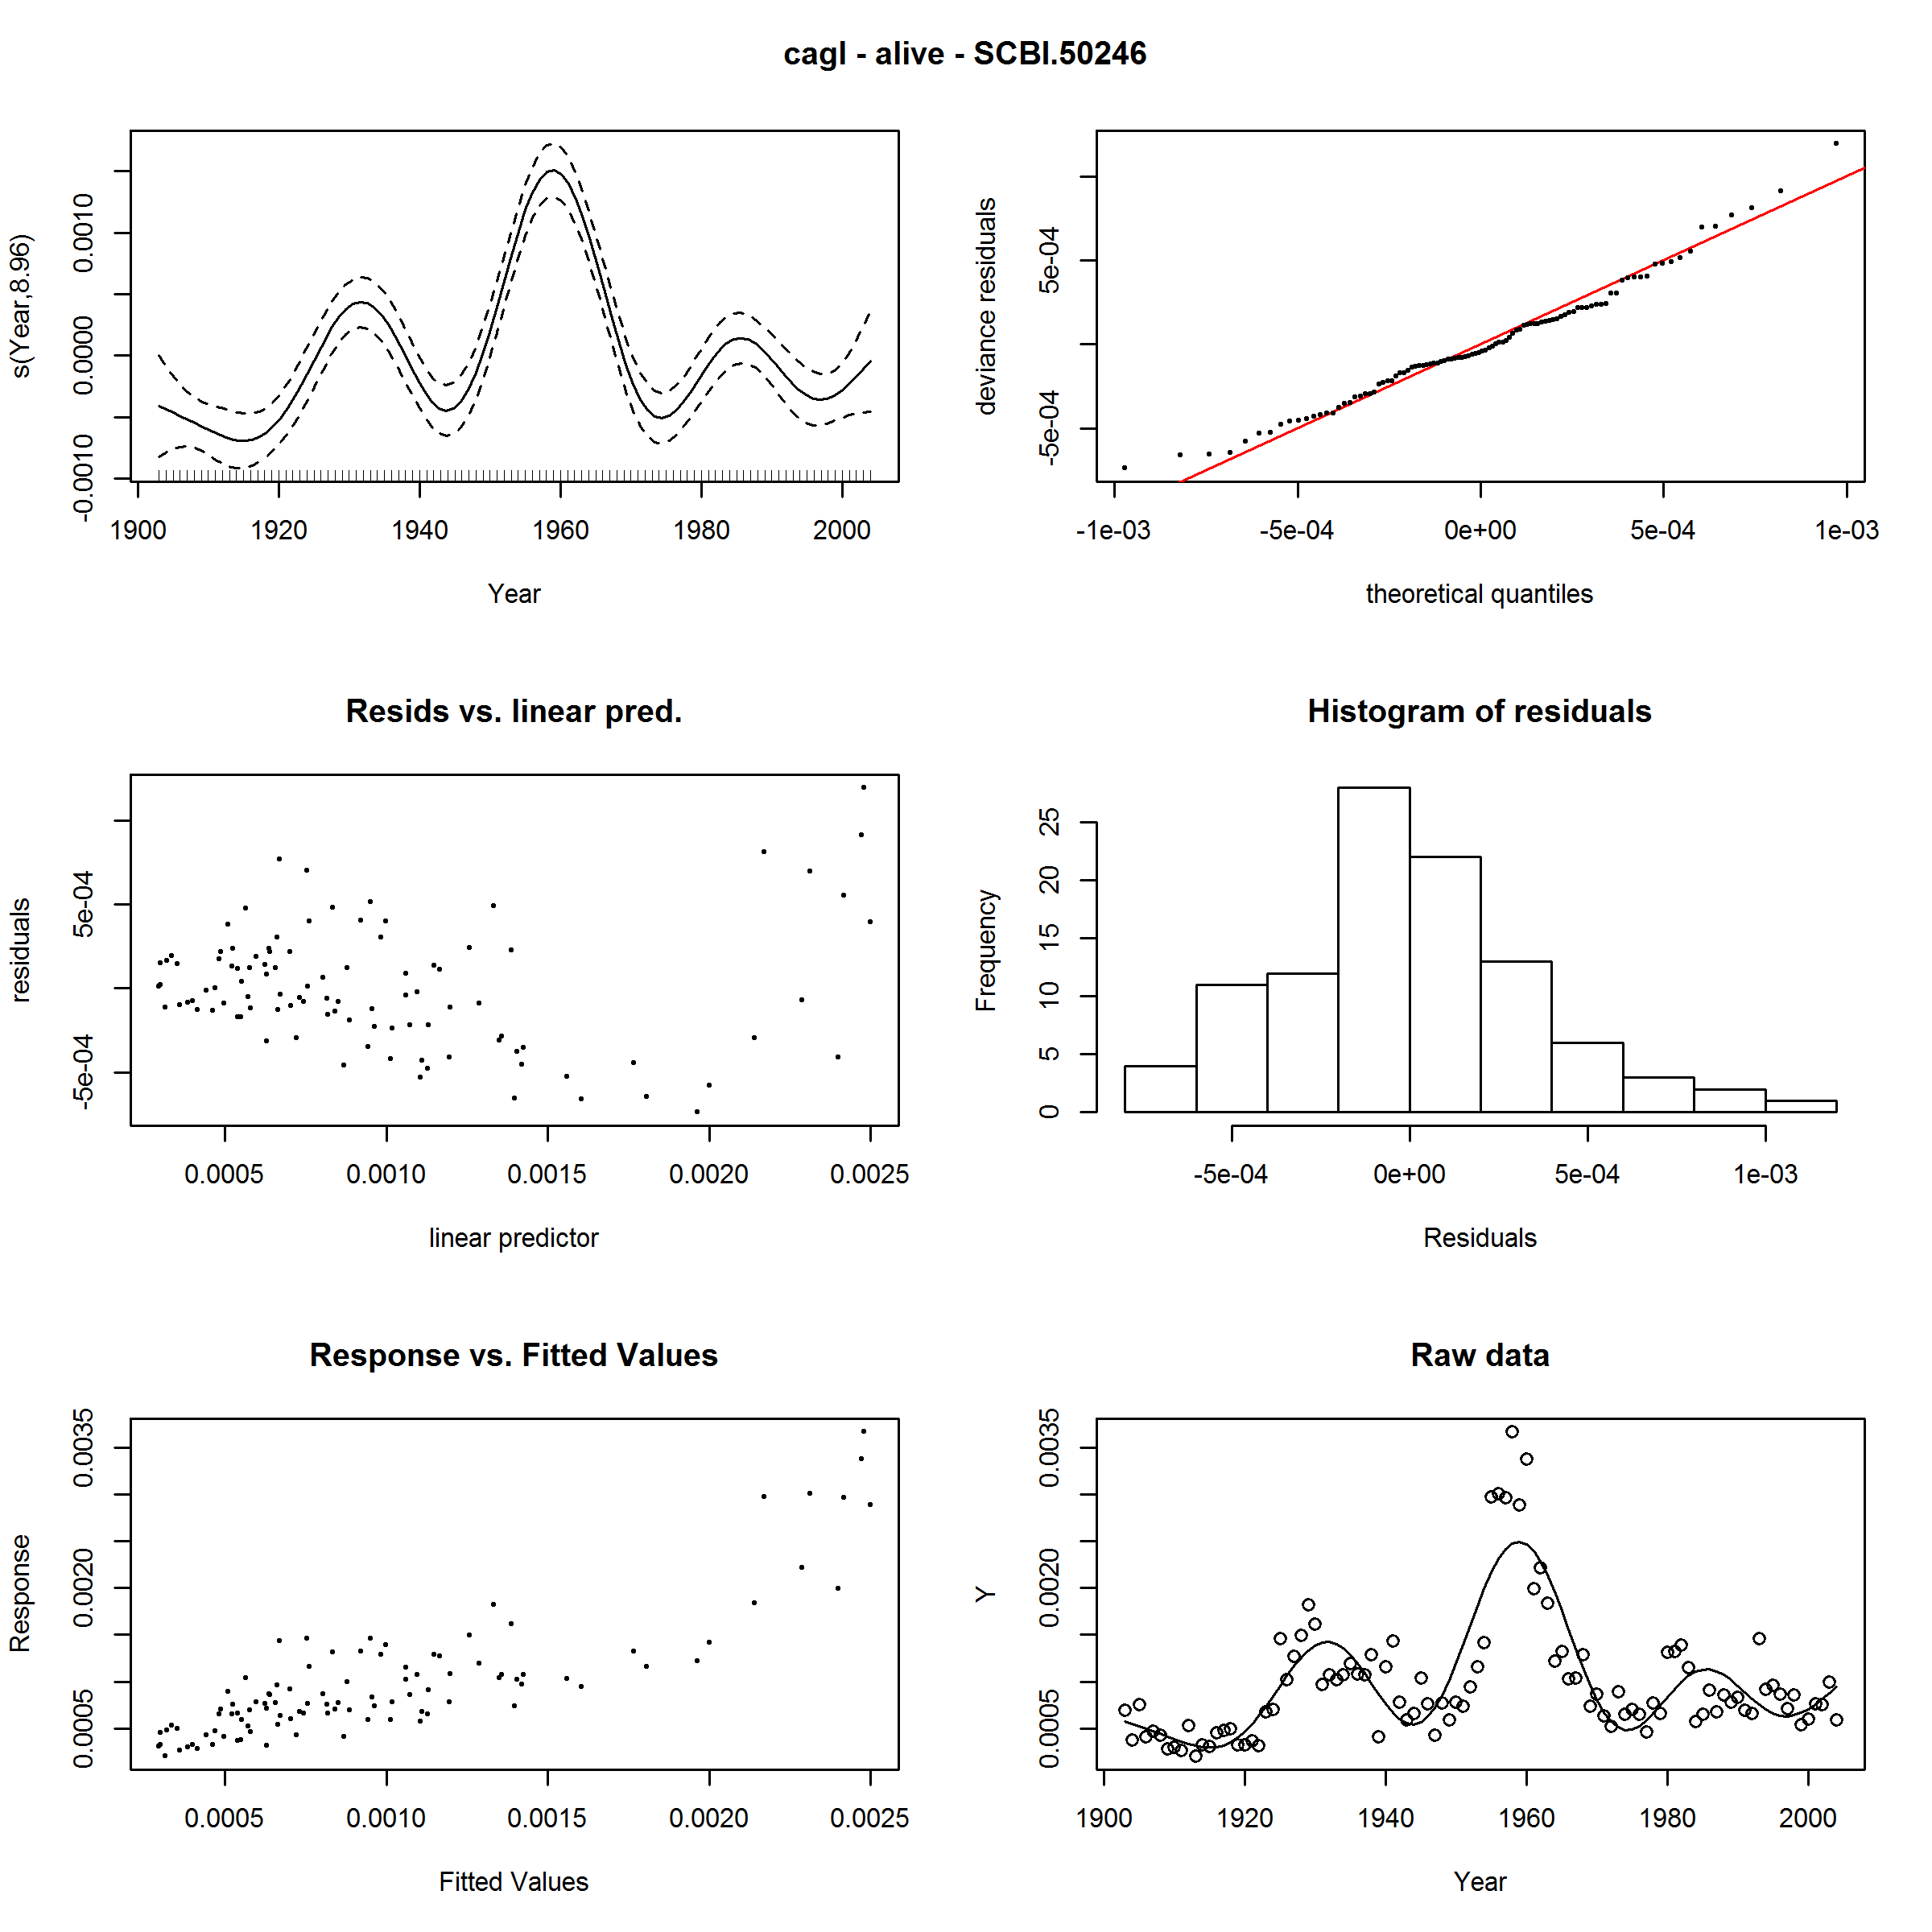 cagl - alive - SCBI.50246
s(Year,8.96)
-0.0010 0.0000 0.0010
1900 1920 1940 1960 1980 2000
Year
deviance residuals
-5e-04 5e-04
-1e-03 -5e-04 0e+00 5e-04 1e-03
theoretical quantiles
Resids vs. linear pred.
residuals
-5e-04 5e-04
0.0005 0.0010 0.0015 0.0020 0.0025
linear predictor
Histogram of residuals
Frequency
0 5 10 15 20 25
-5e-04 0e+00 5e-04 1e-03
Residuals
Response vs. Fitted Values
Response
0.0005 0.0020 0.0035
0.0005 0.0010 0.0015 0.0020 0.0025
Fitted Values
Raw data
Y
0.0005 0.0020 0.0035
1900 1920 1940 1960 1980 2000
Year